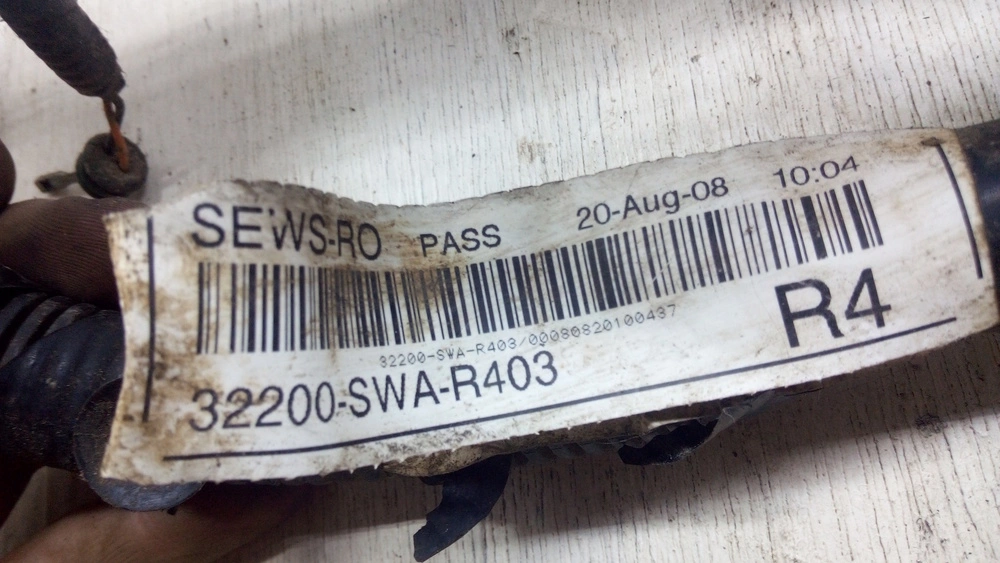 SEWS-RO PASS 20-Aug-08 10:04
32200-SWA-R403/00080820100437
32200-SWA-R403
R4